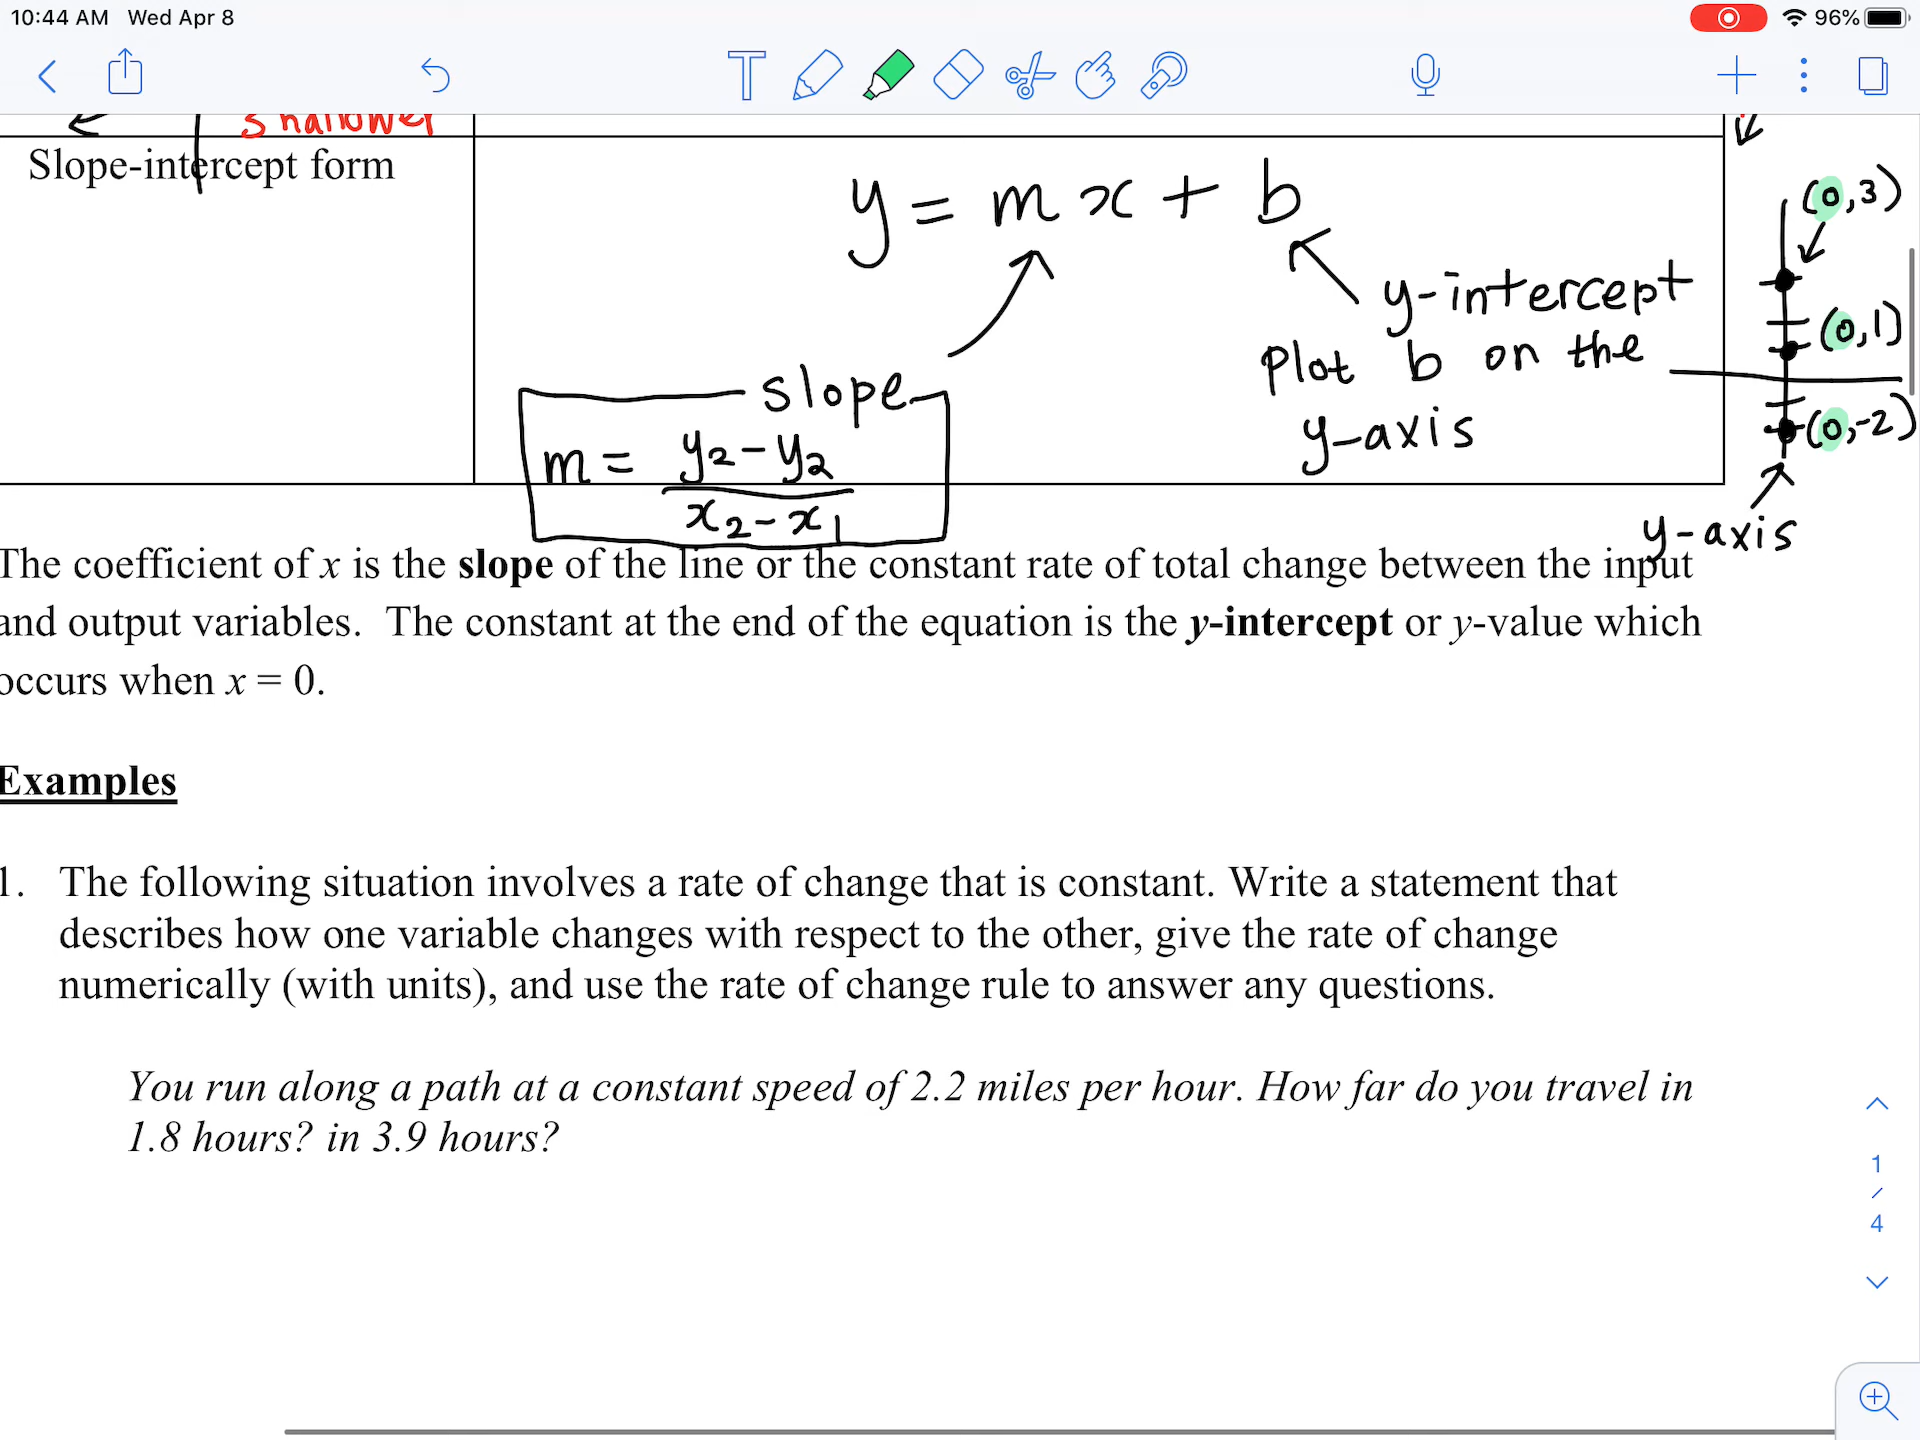 10:44 AM Wed Apr 8
96%
shallower
Slope-intercept form
y = mx + b
(0,3)
y-intercept
(0,1)
Plot b on the
slope
y-axis
(0,-2)
m = y₂-y₂
x₂-x₁
y-axis
The coefficient of x is the slope of the line or the constant rate of total change between the input
and output variables. The constant at the end of the equation is the y-intercept or y-value which
occurs when x = 0.
Examples
1. The following situation involves a rate of change that is constant. Write a statement that
describes how one variable changes with respect to the other, give the rate of change
numerically (with units), and use the rate of change rule to answer any questions.
You run along a path at a constant speed of 2.2 miles per hour. How far do you travel in
1.8 hours? in 3.9 hours?
1
/
4